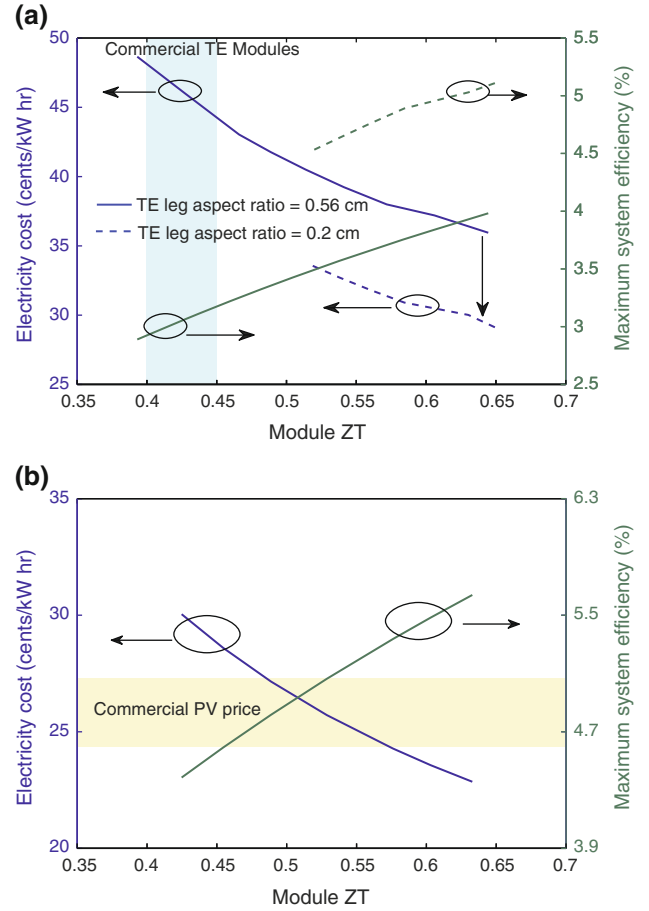 (a)
50
45
40
35
30
25
Electricity cost (cents/kW hr)
Commercial TE Modules
TE leg aspect ratio = 0.56 cm
TE leg aspect ratio = 0.2 cm
5.5
5
4.5
4
3.5
3
2.5
Maximum system efficiency (%)
0.35 0.4 0.45 0.5 0.55 0.6 0.65 0.7
Module ZT
(b)
35
30
25
20
Electricity cost (cents/kW hr)
Commercial PV price
6.3
5.5
4.7
3.9
Maximum system efficiency (%)
0.35 0.4 0.45 0.5 0.55 0.6 0.65 0.7
Module ZT